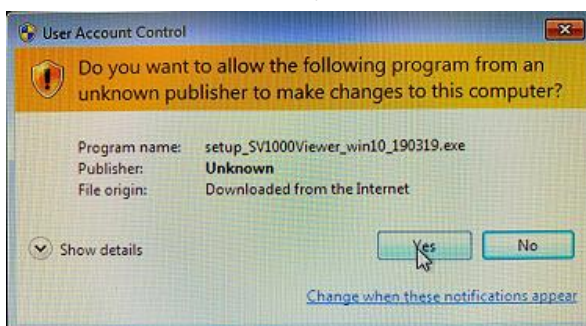 User Account Control
Do you want to allow the following program from an
unknown publisher to make changes to this computer?
Program name: setup_SV1000Viewer_win10_190319.exe
Publisher: Unknown
File origin: Downloaded from the Internet
Show details
Yes
No
Change when these notifications appear